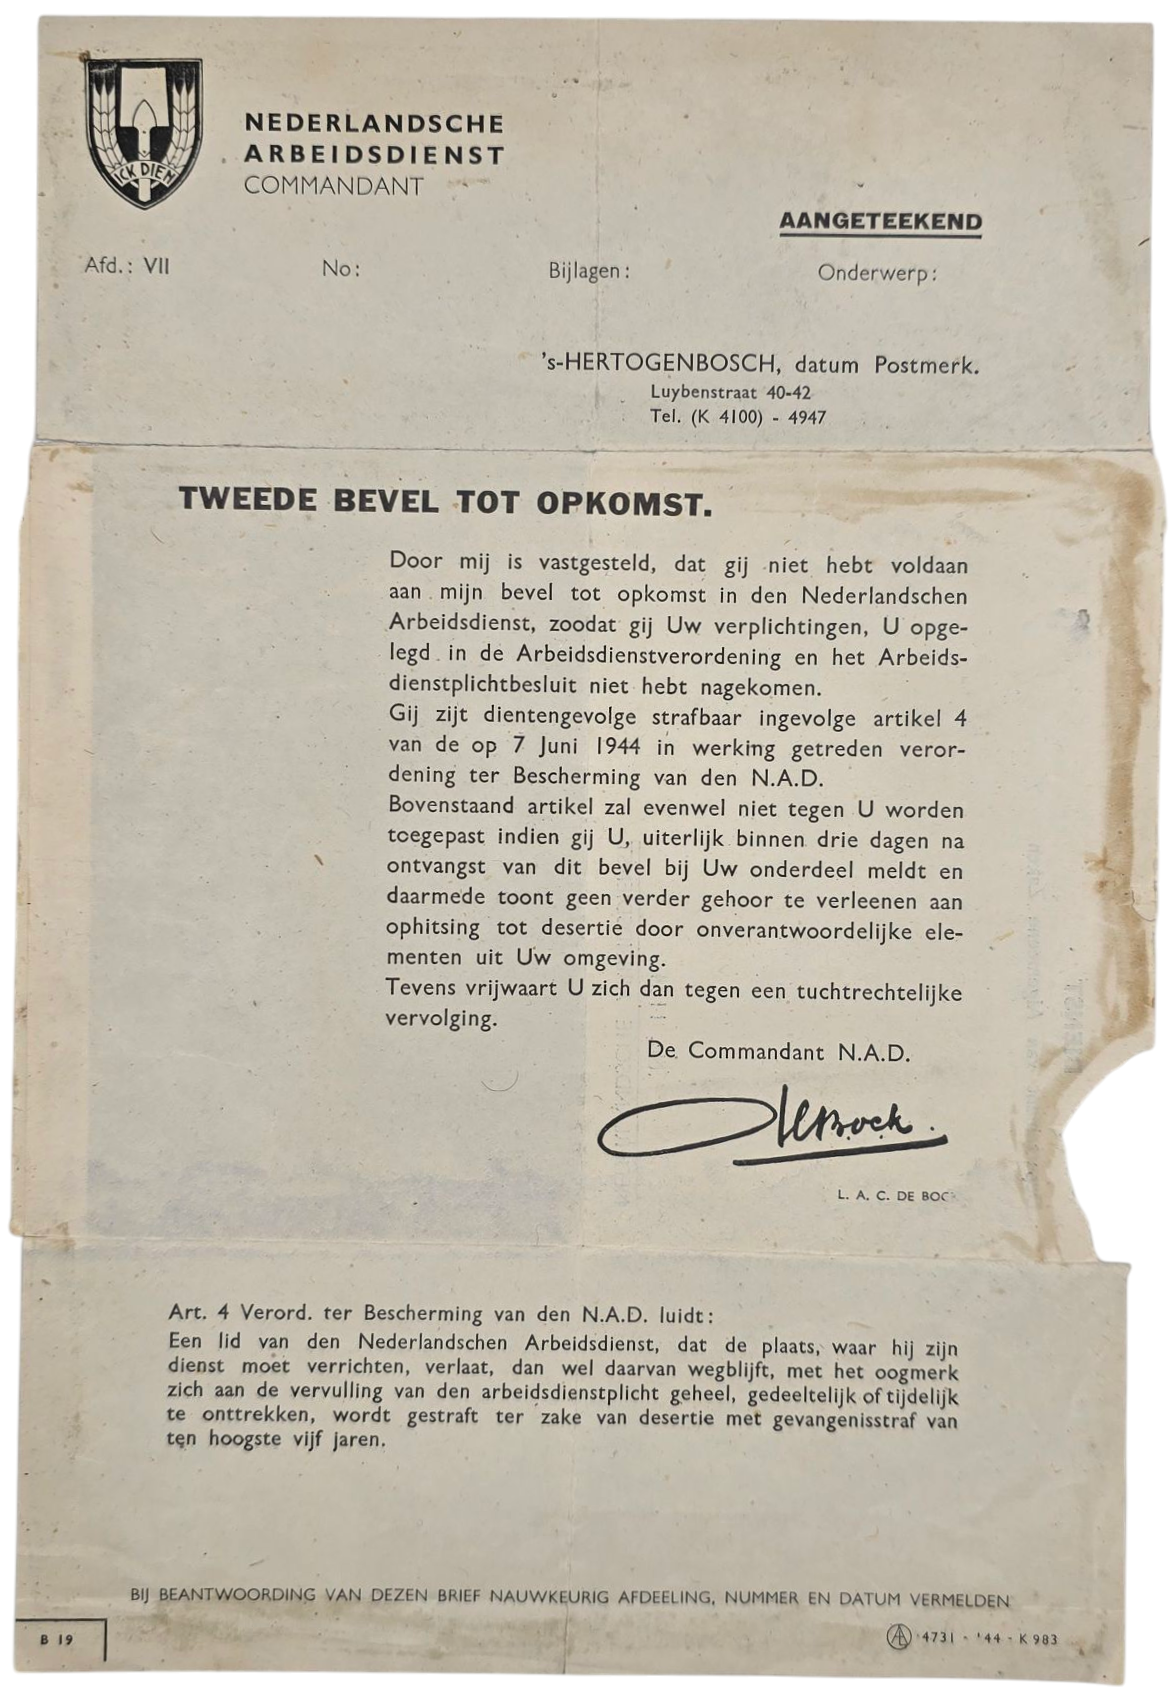 ICK DIEN
NEDERLANDSCHE
ARBEIDSDIENST
COMMANDANT
AANGETEEKEND
Afd.: VII No: Bijlagen: Onderwerp:
's-HERTOGENBOSCH, datum Postmerk.
Luybenstraat 40-42
Tel. (K 4100) - 4947
TWEEDE BEVEL TOT OPKOMST.
Door mij is vastgesteld, dat gij niet hebt voldaan
aan mijn bevel tot opkomst in den Nederlandschen
Arbeidsdienst, zoodat gij Uw verplichtingen, U opge-
legd in de Arbeidsdienstverordening en het Arbeids-
dienstplichtbesluit niet hebt nagekomen.
Gij zijt dientengevolge strafbaar ingevolge artikel 4
van de op 7 Juni 1944 in werking getreden veror-
dening ter Bescherming van den N.A.D.
Bovenstaand artikel zal evenwel niet tegen U worden
toegepast indien gij U, uiterlijk binnen drie dagen na
ontvangst van dit bevel bij Uw onderdeel meldt en
daarmede toont geen verder gehoor te verleenen aan
ophitsing tot desertie door onverantwoordelijke ele-
menten uit Uw omgeving.
Tevens vrijwaart U zich dan tegen een tuchtrechtelijke
vervolging.
De Commandant N.A.D.
L. A. C. DE BOC
Art. 4 Verord. ter Bescherming van den N.A.D. luidt:
Een lid van den Nederlandschen Arbeidsdienst, dat de plaats, waar hij zijn
dienst moet verrichten, verlaat, dan wel daarvan wegblijft, met het oogmerk
zich aan de vervulling van den arbeidsdienstplicht geheel, gedeeltelijk of tijdelijk
te onttrekken, wordt gestraft ter zake van desertie met gevangenisstraf van
ten hoogste vijf jaren.
BIJ BEANTWOORDING VAN DEZEN BRIEF NAUWKEURIG AFDEELING, NUMMER EN DATUM VERMELDEN
B 19
4731 - '44 - K 983